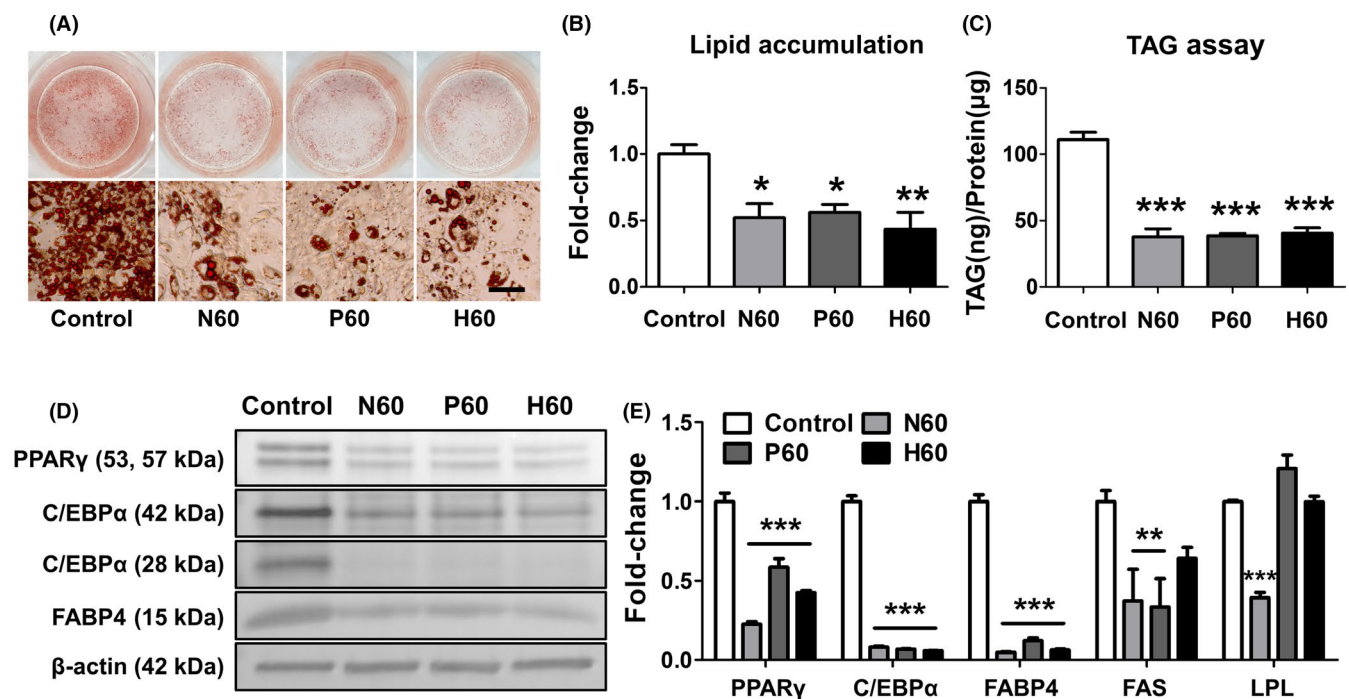 (A)
Control N60 P60 H60
(B)
Lipid accumulation
Fold-change
1.5
1.0
0.5
0.0
* * **
Control N60 P60 H60
(C)
TAG assay
TAG(ng)/Protein(μg)
150
100
50
0
*** *** ***
Control N60 P60 H60
(D)
Control N60 P60 H60
PPARγ (53, 57 kDa)
C/EBPα (42 kDa)
C/EBPα (28 kDa)
FABP4 (15 kDa)
β-actin (42 kDa)
(E)
Fold-change
1.5
1.0
0.5
0.0
Control N60
P60 H60
*** *** *** ** ***
PPARγ C/EBPα FABP4 FAS LPL